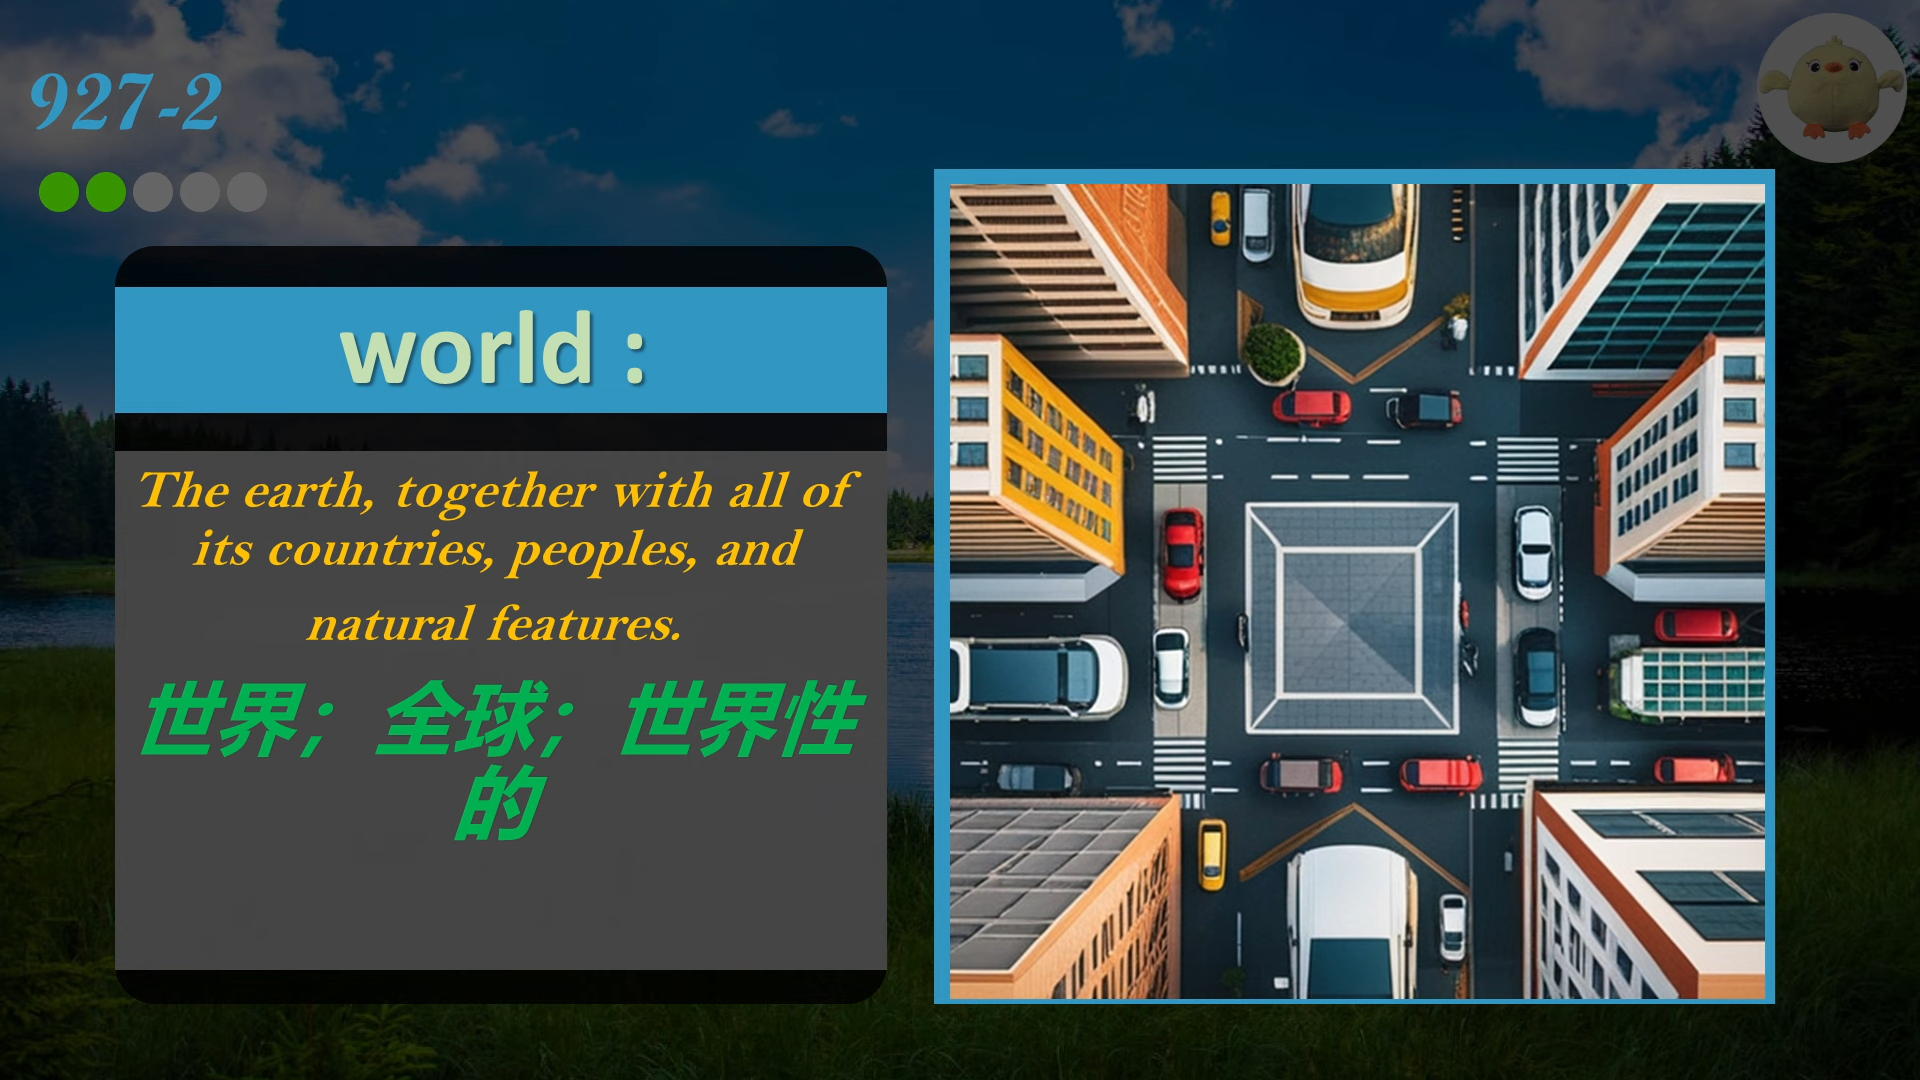 927-2
world :
The earth, together with all of
its countries, peoples, and
natural features.
世界；全球；世界性
的